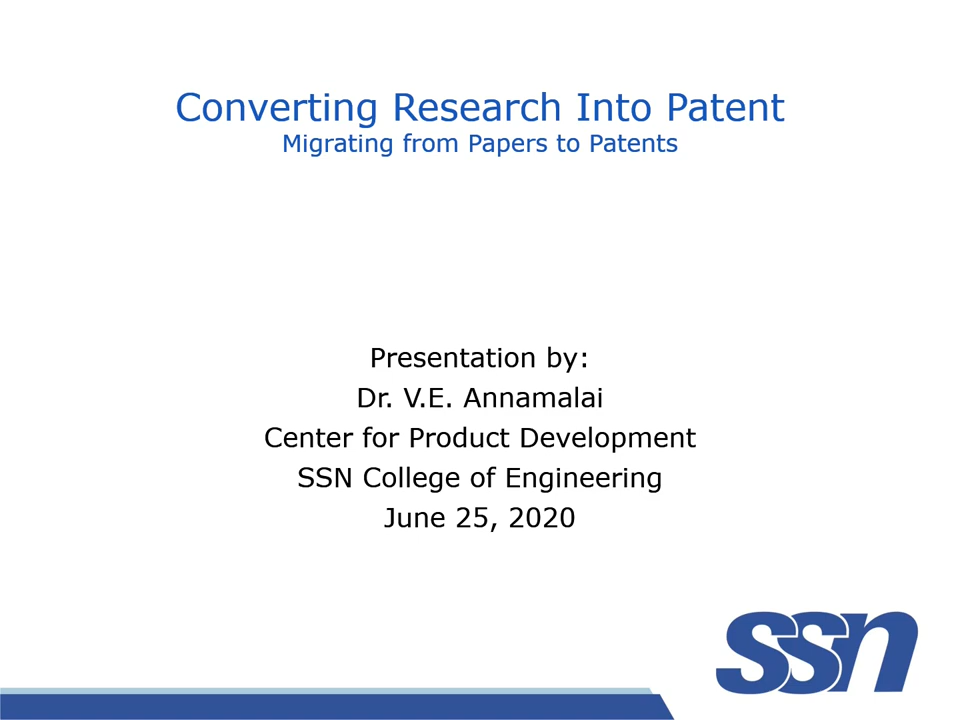 Converting Research Into Patent
Migrating from Papers to Patents
Presentation by:
Dr. V.E. Annamalai
Center for Product Development
SSN College of Engineering
June 25, 2020
ssn